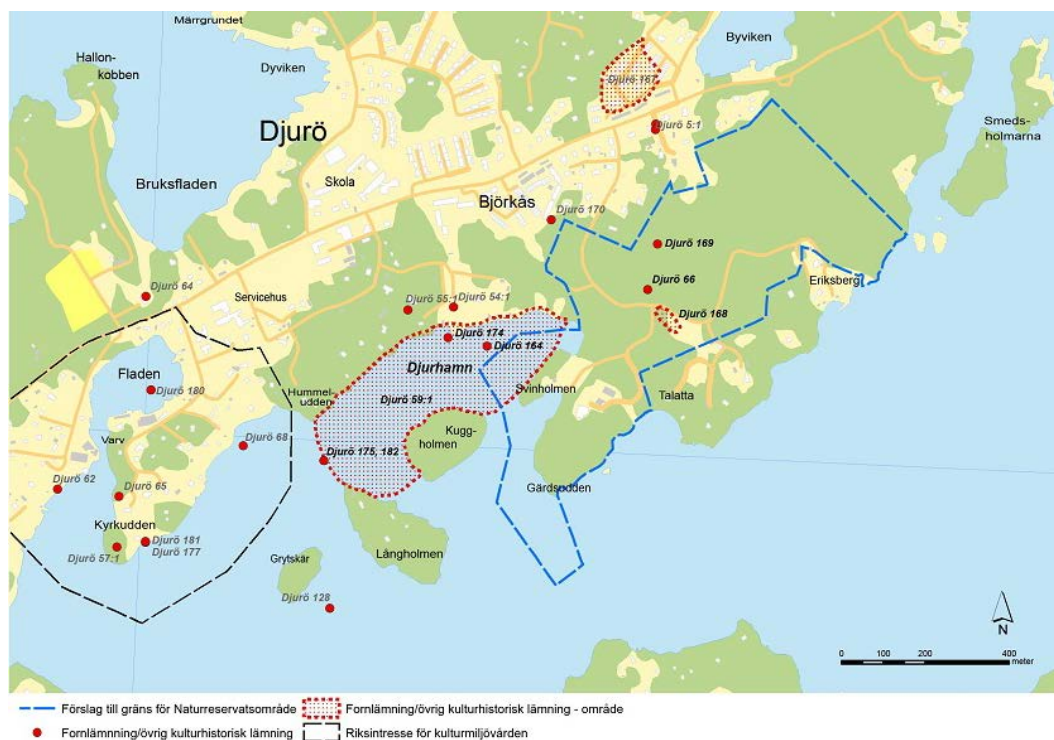 Märrgrundet
Byviken
Hallon-
kobben
Dyviken
Djurö 167
Djurö
Djurö 5:1
Smeds-
holmarna
Bruksfladen
Skola
Björkås
Djurö 170
Djurö 169
Djurö 64
Djurö 66
Eriksberg
Servicehus
Djurö 55:1
Djurö 54:1
Djurö 168
Djurö 174
Djurö 164
Djurhamn
Fladen
Djurö 180
Hummel-
udden
Djurö 59:1
Svinholmen
Talatta
Varv
Djurö 68
Kugg-
holmen
Djurö 175, 182
Djurö 62
Djurö 65
Gärdsudden
Kyrkudden
Djurö 181
Djurö 177
Djurö 57:1
Grytskär
Långholmen
Djurö 128
N
0 100 200 400
meter
Förslag till gräns för Naturreservatsområde
Fornlämning/övrig kulturhistorisk lämning - område
Fornlämnning/övrig kulturhistorisk lämning
Riksintresse för kulturmiljövården